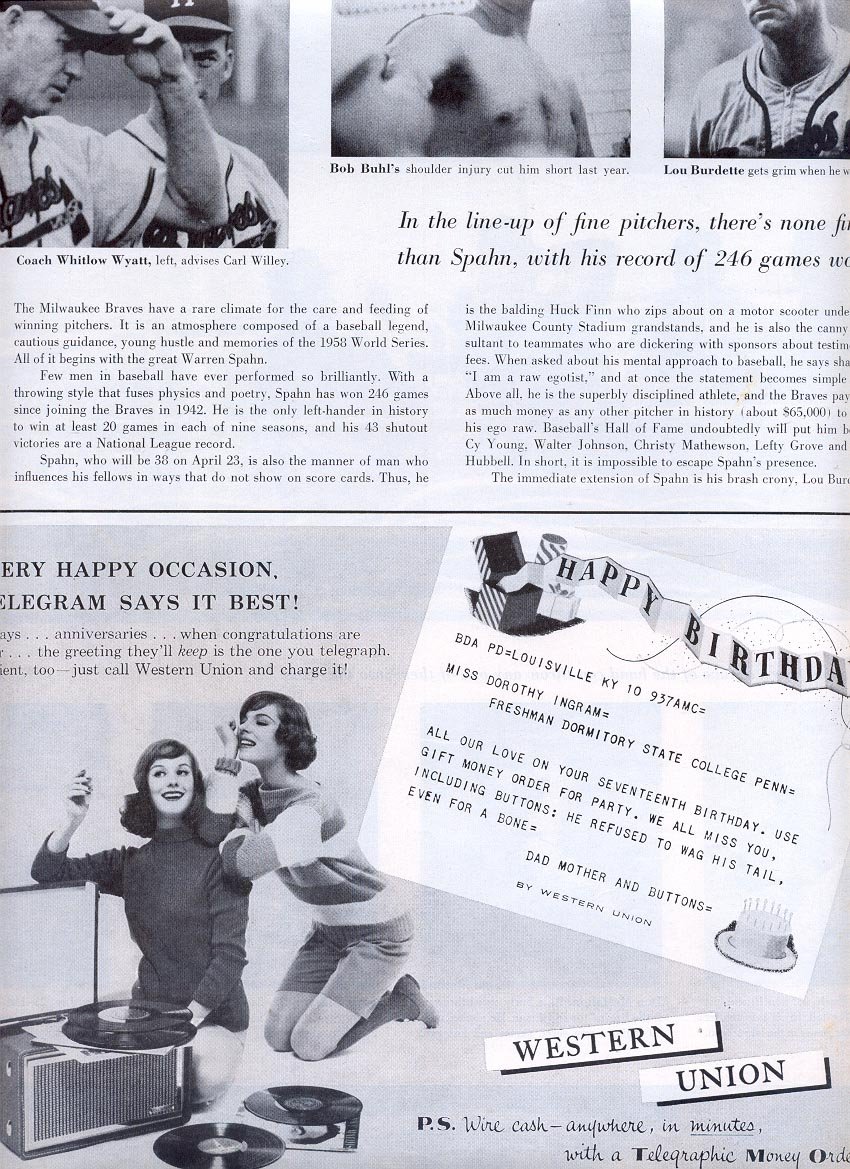 Bob Buhl's shoulder injury cut him short last year.
Lou Burdette gets grim when he
Coach Whitlow Wyatt, left, advises Carl Willey.
In the line-up of fine pitchers, there's none
than Spahn, with his record of 246 games
The Milwaukee Braves have a rare climate for the care and feeding of
winning pitchers. It is an atmosphere composed of a baseball legend,
cautious guidance, young hustle and memories of the 1958 World Series.
All of it begins with the great Warren Spahn.
Few men in baseball have ever performed so brilliantly. With a
throwing style that fuses physics and poetry, Spahn has won 246 games
since joining the Braves in 1942. He is the only left-hander in history
to win at least 20 games in each of nine seasons, and his 43 shutout
victories are a National League record.
Spahn, who will be 38 on April 23, is also the manner of man who
influences his fellows in ways that do not show on score cards. Thus, he
is the balding Huck Finn who zips about on a motor scooter unde
Milwaukee County Stadium grandstands, and he is also the canny
sultant to teammates who are dickering with sponsors about testim
fees. When asked about his mental approach to baseball, he says sha
"I am a raw egotist," and at once the statement becomes simple
Above all, he is the superbly disciplined athlete, and the Braves pay
as much money as any other pitcher in history (about $65,000) to
his ego raw. Baseball's Hall of Fame undoubtedly will put him b
Cy Young, Walter Johnson, Christy Mathewson, Lefty Grove and
Hubbell. In short, it is impossible to escape Spahn's presence.
The immediate extension of Spahn is his brash crony, Lou Burd
ERY HAPPY OCCASION,
ELEGRAM SAYS IT BEST!
ays . . . anniversaries . . . when congratulations are
r . . . the greeting they'll keep is the one you telegraph.
ient, too—just call Western Union and charge it!
HAPPY BIRTHDA
BDA PD=LOUISVILLE KY 10 937AMC=
MISS DOROTHY INGRAM=
FRESHMAN DORMITORY STATE COLLEGE PENN=
ALL OUR LOVE ON YOUR SEVENTEENTH BIRTHDAY. USE
GIFT MONEY ORDER FOR PARTY. WE ALL MISS YOU,
INCLUDING BUTTONS: HE REFUSED TO WAG HIS TAIL,
EVEN FOR A BONE=
DAD MOTHER AND BUTTONS=
BY WESTERN UNION
WESTERN
UNION
P.S. Wire cash—anywhere, in minutes,
with a Telegraphic Money Orde